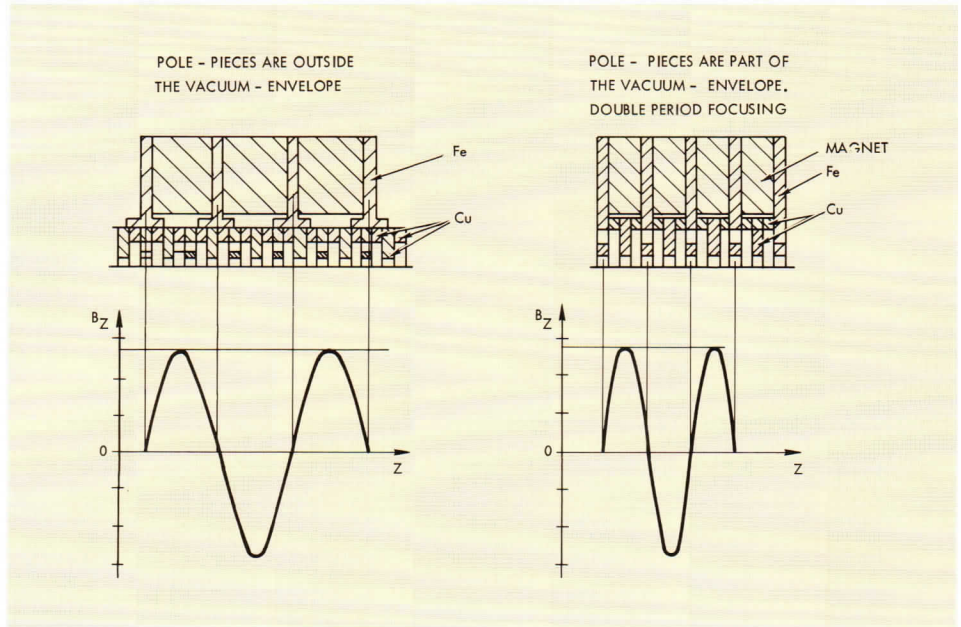 POLE - PIECES ARE OUTSIDE
THE VACUUM - ENVELOPE
Fe
Cu
B
Z
0
Z
POLE - PIECES ARE PART OF
THE VACUUM - ENVELOPE.
DOUBLE PERIOD FOCUSING
MAGNET
Fe
Cu
B
Z
0
Z